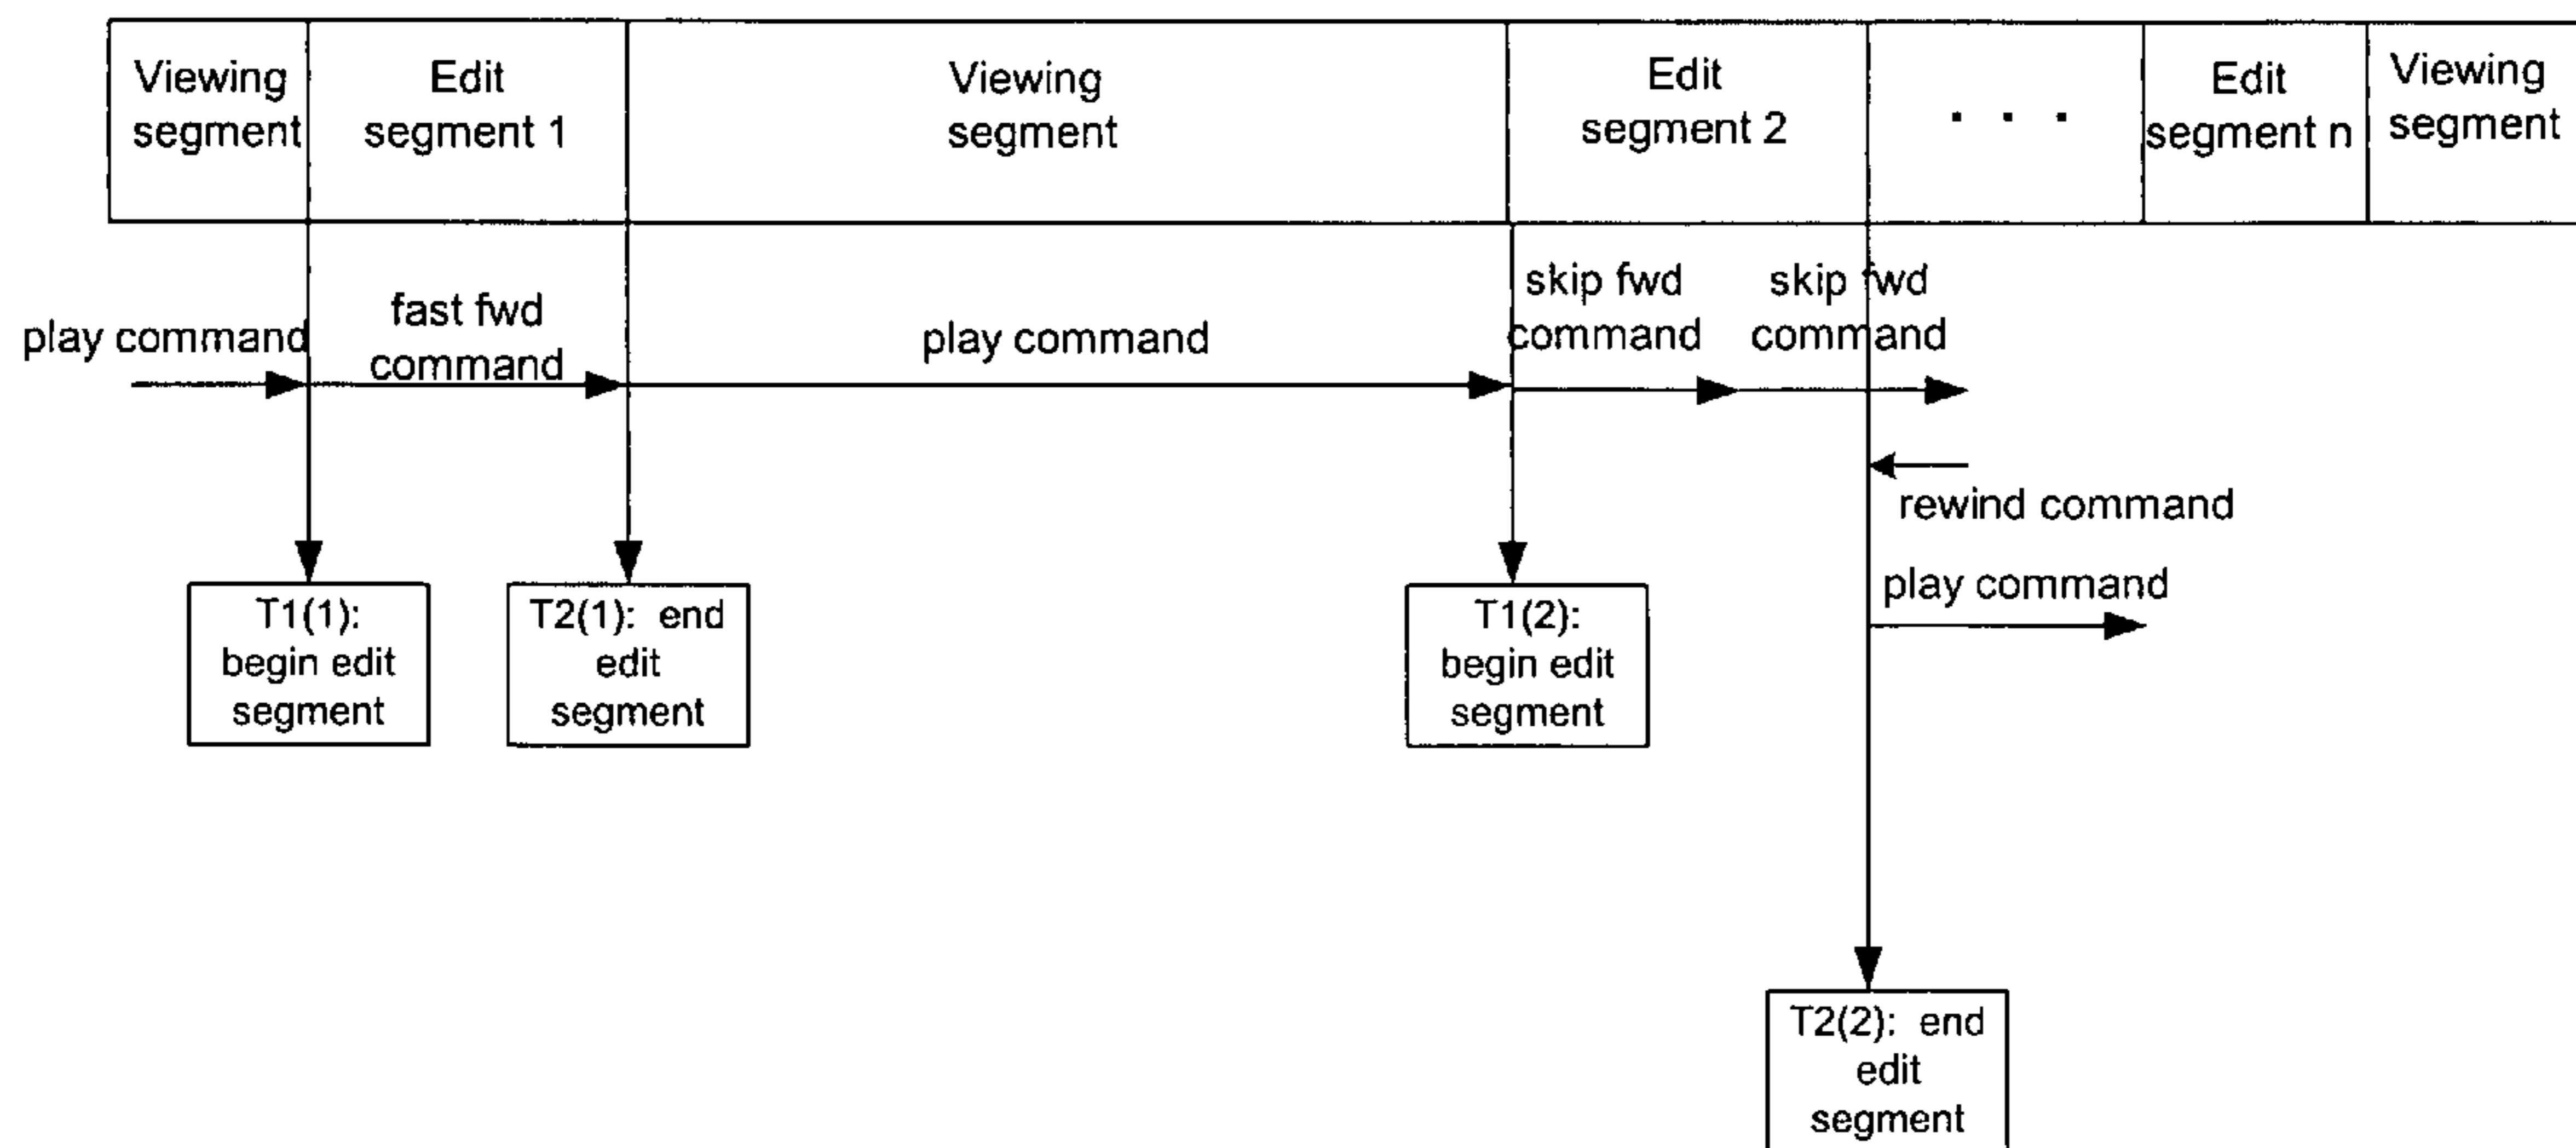 Viewing
segment
Edit
segment 1
Viewing
segment
Edit
segment 2
. . .
Edit
segment n
Viewing
segment
play command
fast fwd
command
play command
skip fwd
command
skip fwd
command
rewind command
play command
T1(1):
begin edit
segment
T2(1): end
edit
segment
T1(2):
begin edit
segment
T2(2): end
edit
segment